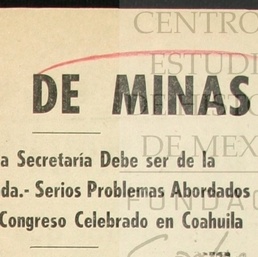 CENTRO
ESTUDI
DE MINAS
DE MEX
a Secretaría Debe ser de la
da.- Serios Problemas Abordados
FUNDA
Congreso Celebrado en Coahuila